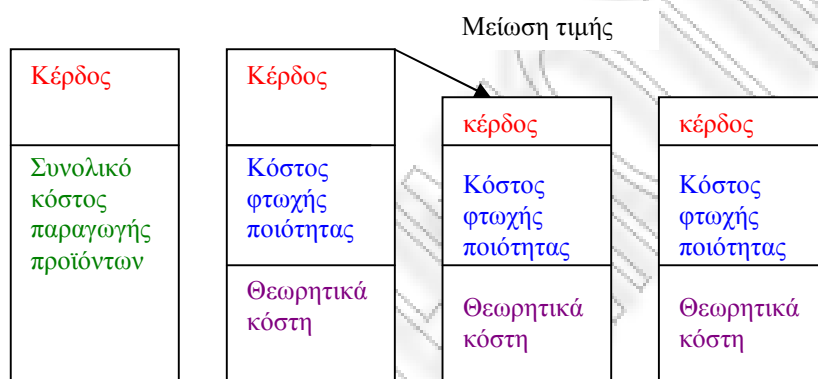 Μείωση τιμής
Κέρδος
Συνολικό
κόστος
παραγωγής
προϊόντων
Κέρδος
Κόστος
φτωχής
ποιότητας
Θεωρητικά
κόστη
κέρδος
Κόστος
φτωχής
ποιότητας
Θεωρητικά
κόστη
κέρδος
Κόστος
φτωχής
ποιότητας
Θεωρητικά
κόστη